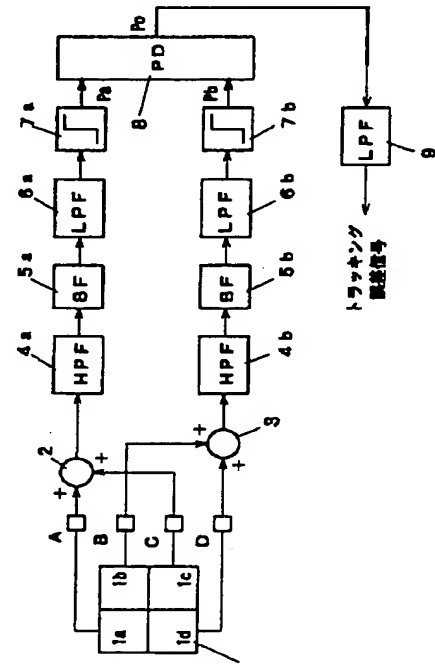 7a
6a
5a
4a
2
HPF
BF
LPF
Pa
PD
Po
8
A
B
C
D
+
+
1a
1b
1c
1d
+
+
3
HPF
BF
LPF
Pb
4b
5b
6b
7b
LPF
9
トラッキング
誤差信号